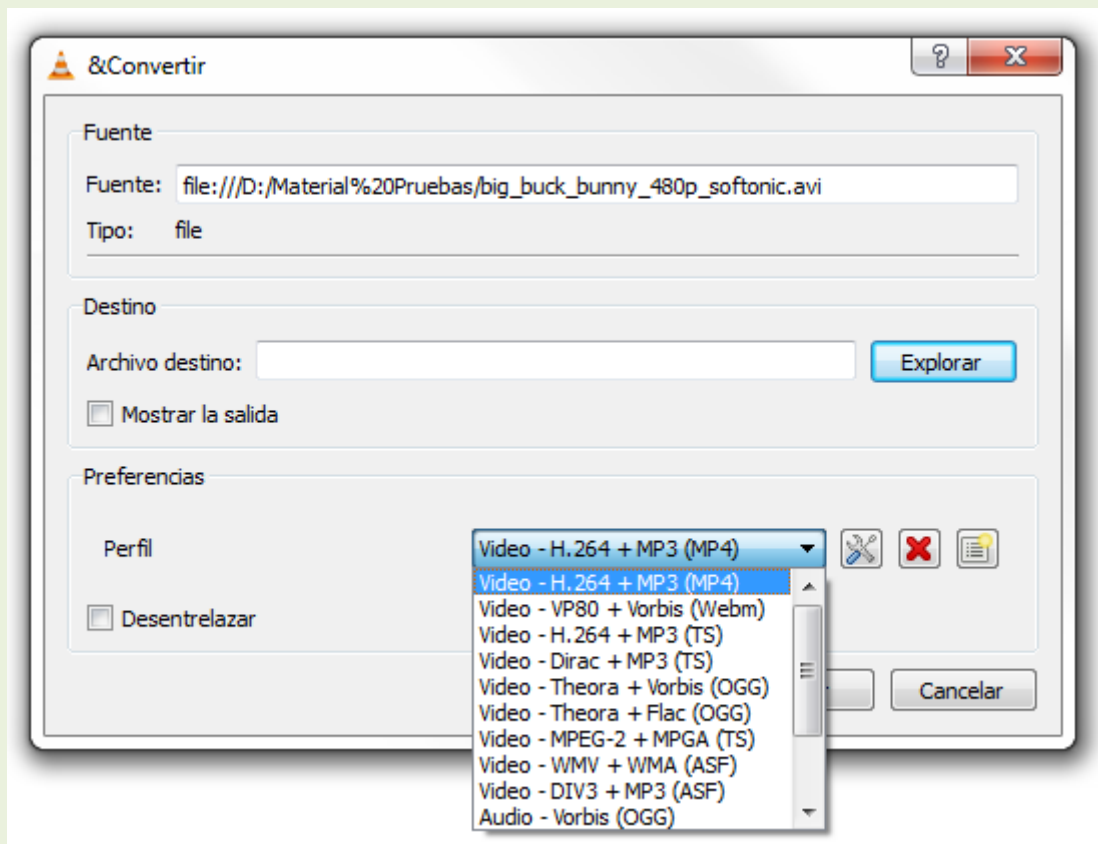 &Convertir
Fuente
Fuente: file:///D:/Material%20Pruebas/big_buck_bunny_480p_softonic.avi
Tipo: file
Destino
Archivo destino:
Explorar
Mostrar la salida
Preferencias
Perfil
Video - H.264 + MP3 (MP4)
Video - H.264 + MP3 (MP4)
Video - VP80 + Vorbis (Webm)
Video - H.264 + MP3 (TS)
Video - Dirac + MP3 (TS)
Video - Theora + Vorbis (OGG)
Video - Theora + Flac (OGG)
Video - MPEG-2 + MPGA (TS)
Video - WMV + WMA (ASF)
Video - DIV3 + MP3 (ASF)
Audio - Vorbis (OGG)
Desentrelazar
Cancelar